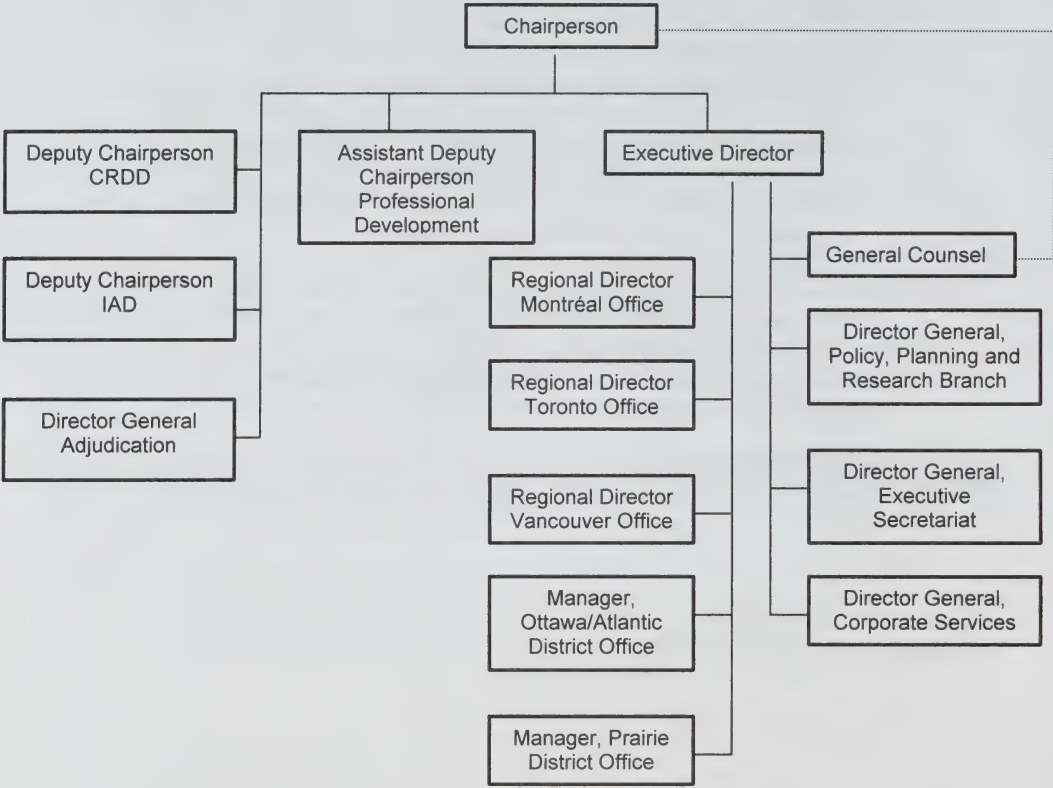 Chairperson
Deputy Chairperson
CRDD
Assistant Deputy
Chairperson
Professional
Development
Executive Director
Deputy Chairperson
IAD
Director General
Adjudication
Regional Director
Montréal Office
Regional Director
Toronto Office
Regional Director
Vancouver Office
Manager,
Ottawa/Atlantic
District Office
Manager, Prairie
District Office
General Counsel
Director General,
Policy, Planning and
Research Branch
Director General,
Executive
Secretariat
Director General,
Corporate Services